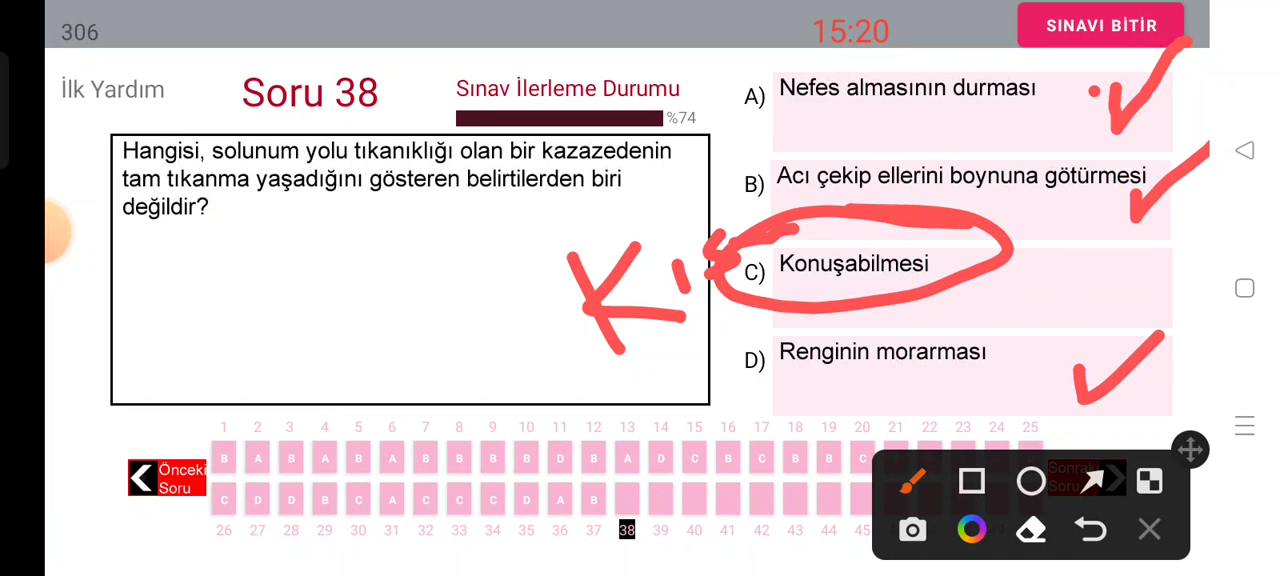 306
15:20
SINAVI BİTİR
İlk Yardım
Soru 38
Sınav İlerleme Durumu
%74
Hangisi, solunum yolu tıkanıklığı olan bir kazazedenin
tam tıkanma yaşadığını gösteren belirtilerden biri
değildir?
A) Nefes almasının durması
B) Acı çekip ellerini boynuna götürmesi
C) Konuşabilmesi
D) Renginin morarması
1 2 3 4 5 6 7 8 9 10 11 12 13 14 15 16 17 18 19 20 21 22 23 24 25
B A B A B A B B B B D B A D C B C B B C
Önceki
Soru
Sonraki
Soru
C D D B C A C C C D A B
26 27 28 29 30 31 32 33 34 35 36 37 38 39 40 41 42 43 44 45